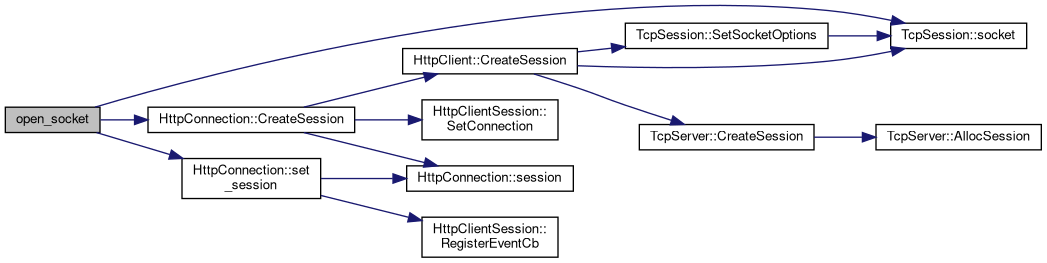 open_socket
HttpConnection::CreateSession
HttpConnection::set
_session
HttpClient::CreateSession
HttpClientSession::
SetConnection
HttpConnection::session
HttpClientSession::
RegisterEventCb
TcpSession::SetSocketOptions
TcpServer::CreateSession
TcpSession::socket
TcpServer::AllocSession